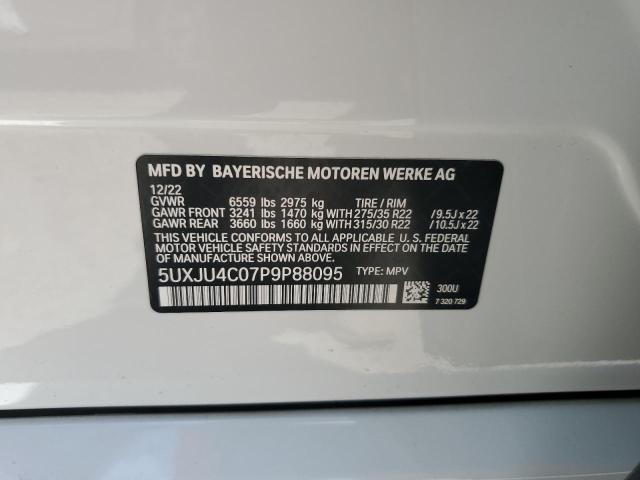 MFD BY BAYERISCHE MOTOREN WERKE AG
12/22
GVWR 6559 lbs 2975 kg TIRE / RIM
GAWR FRONT 3241 lbs 1470 kg WITH 275/35 R22 / 9.5J x 22
GAWR REAR 3660 lbs 1660 kg WITH 315/30 R22 / 10.5J x 22
THIS VEHICLE CONFORMS TO ALL APPLICABLE U.S. FEDERAL
MOTOR VEHICLE SAFETY STANDARDS IN EFFECT
ON THE DATE OF MANUFACTURE SHOWN ABOVE.
5UXJU4C07P9P88095 TYPE: MPV
300U
7 320 729